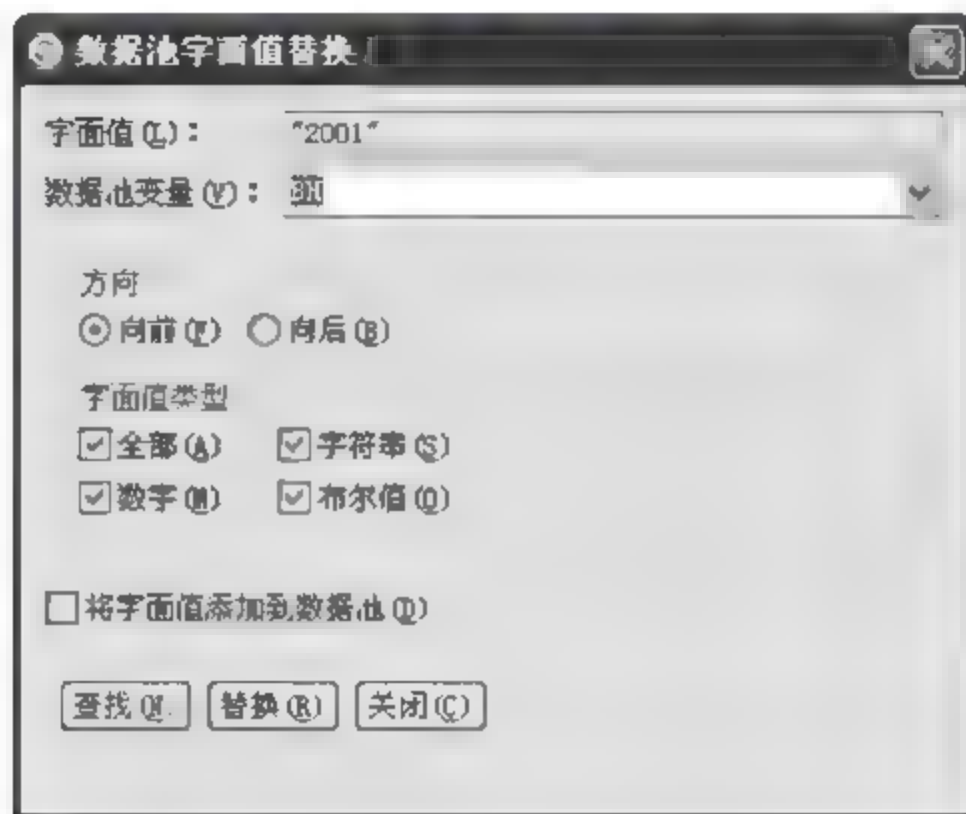 数据池字面值替换
字面值(L)： "2001"
数据池变量(V)：
方向
向前(F) 向后(B)
字面值类型
全部(A) 字符串(S)
数字(N) 布尔值(O)
将字面值添加到数据池(D)
查找(N) 替换(R) 关闭(C)